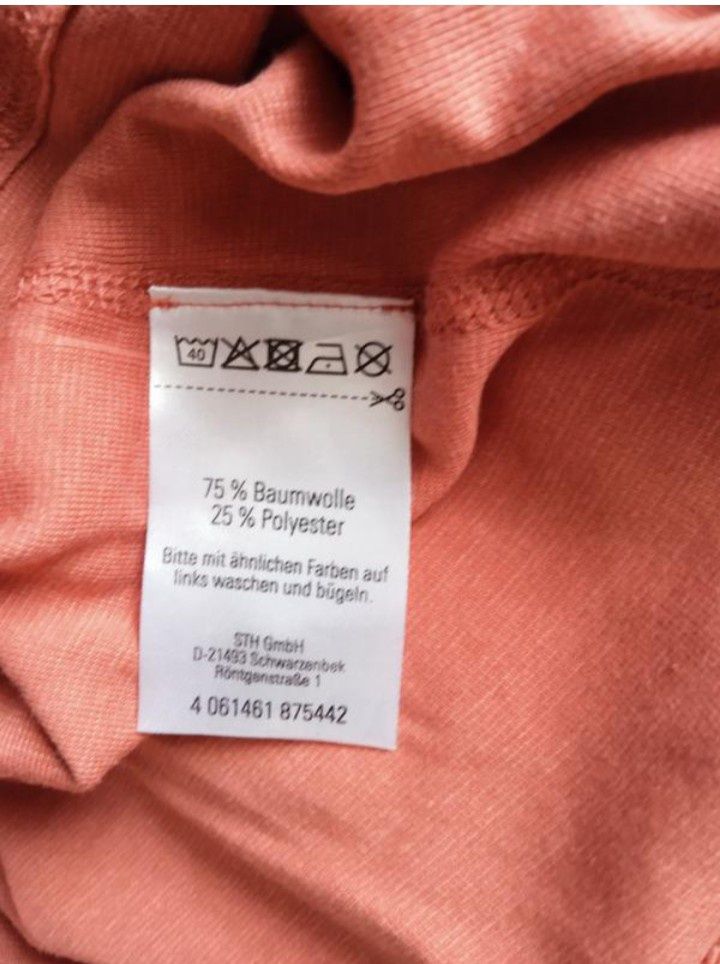 40
75 % Baumwolle
25 % Polyester
Bitte mit ähnlichen Farben auf
links waschen und bügeln.
STH GmbH
D-21493 Schwarzenbek
Röntgenstraße 1
4 061461 875442